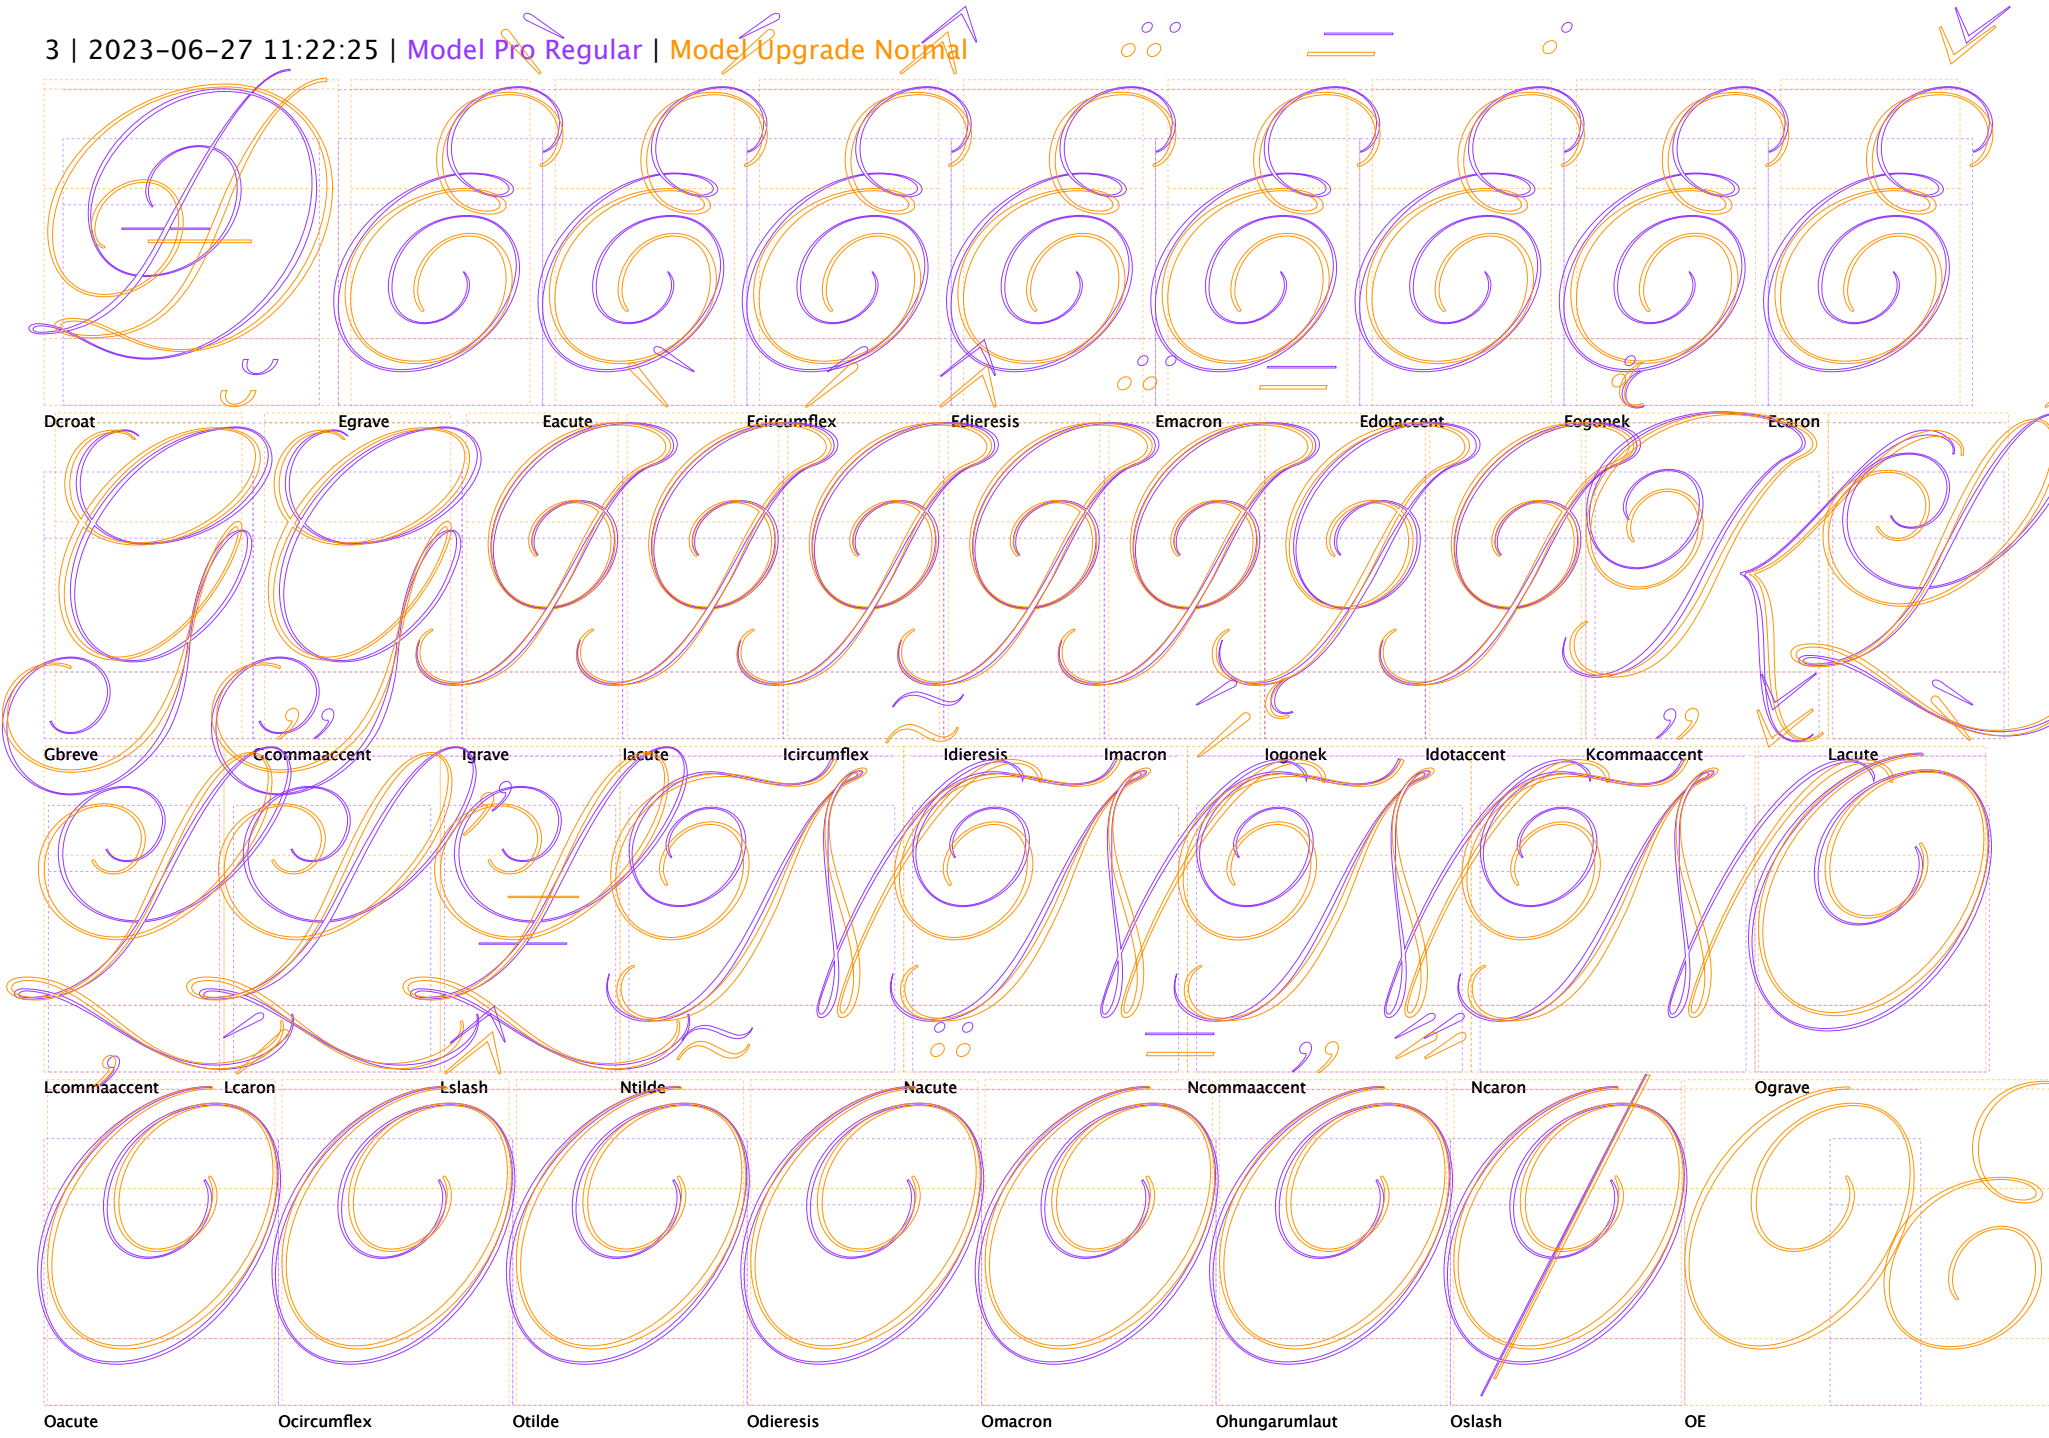 3 | 2023-06-27 11:22:25 | Model Pro Regular | Model Upgrade Normal
Đ È É Ê Ë Ē Ė Ę Ě
Dcroat Egrave Eacute Ecircumflex Edieresis Emacron Edotaccent Eogonek Ecaron
Ğ Ģ Ì Í Î Ï Ī Į İ Ķ Ĺ
Gbreve Gcommaaccent Igrave Iacute Icircumflex Idieresis Imacron Iogonek Idotaccent Kcommaaccent Lacute
Ļ Ľ Ł Ñ Ń Ņ Ň Ò
Lcommaaccent Lcaron Lslash Ntilde Nacute Ncommaaccent Ncaron Ograve
Ó Ô Õ Ö Ō Ő Ø Œ
Oacute Ocircumflex Otilde Odieresis Omacron Ohungarumlaut Oslash OE